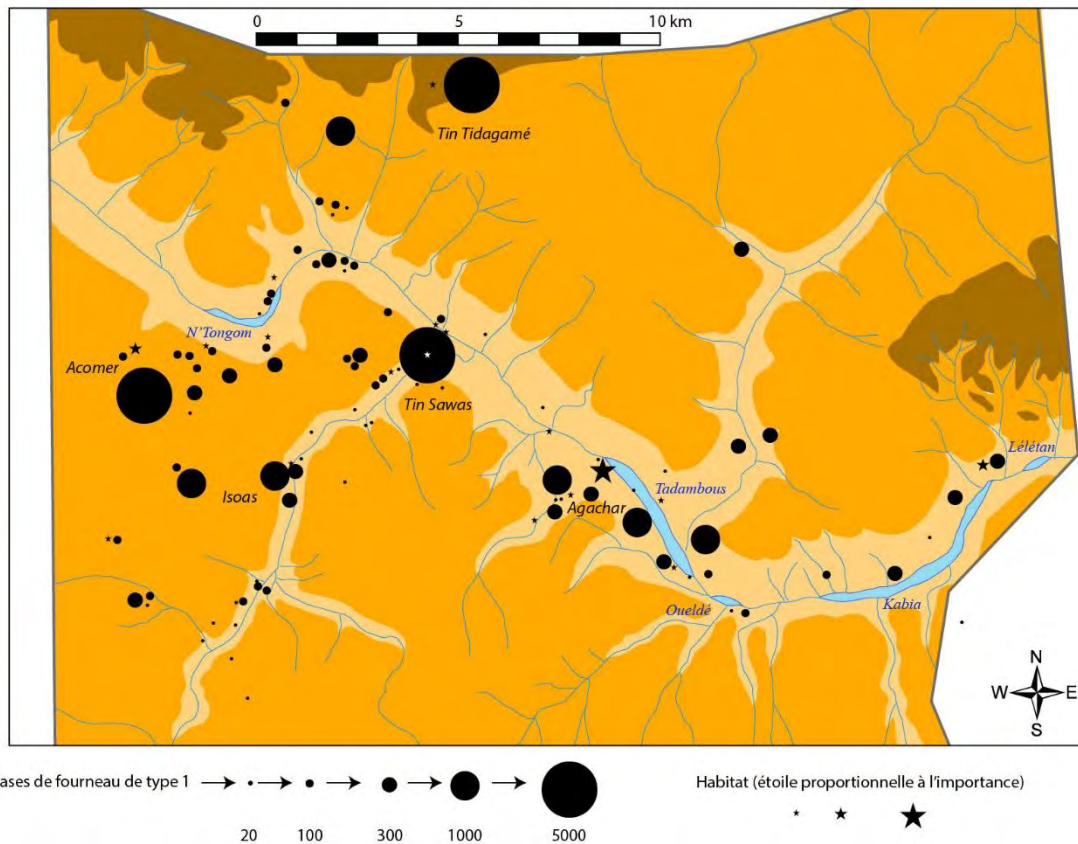 0 5 10 km
Tin Tidagamé
N'Tongom
Acomer
Tin Sawas
Lélétan
Isoas
Tadambous
Agachar
Oueldé
Kabia
N
W E
S
ases de fourneau de type 1
20 100 300 1000 5000
Habitat (étoile proportionnelle à l'importance)